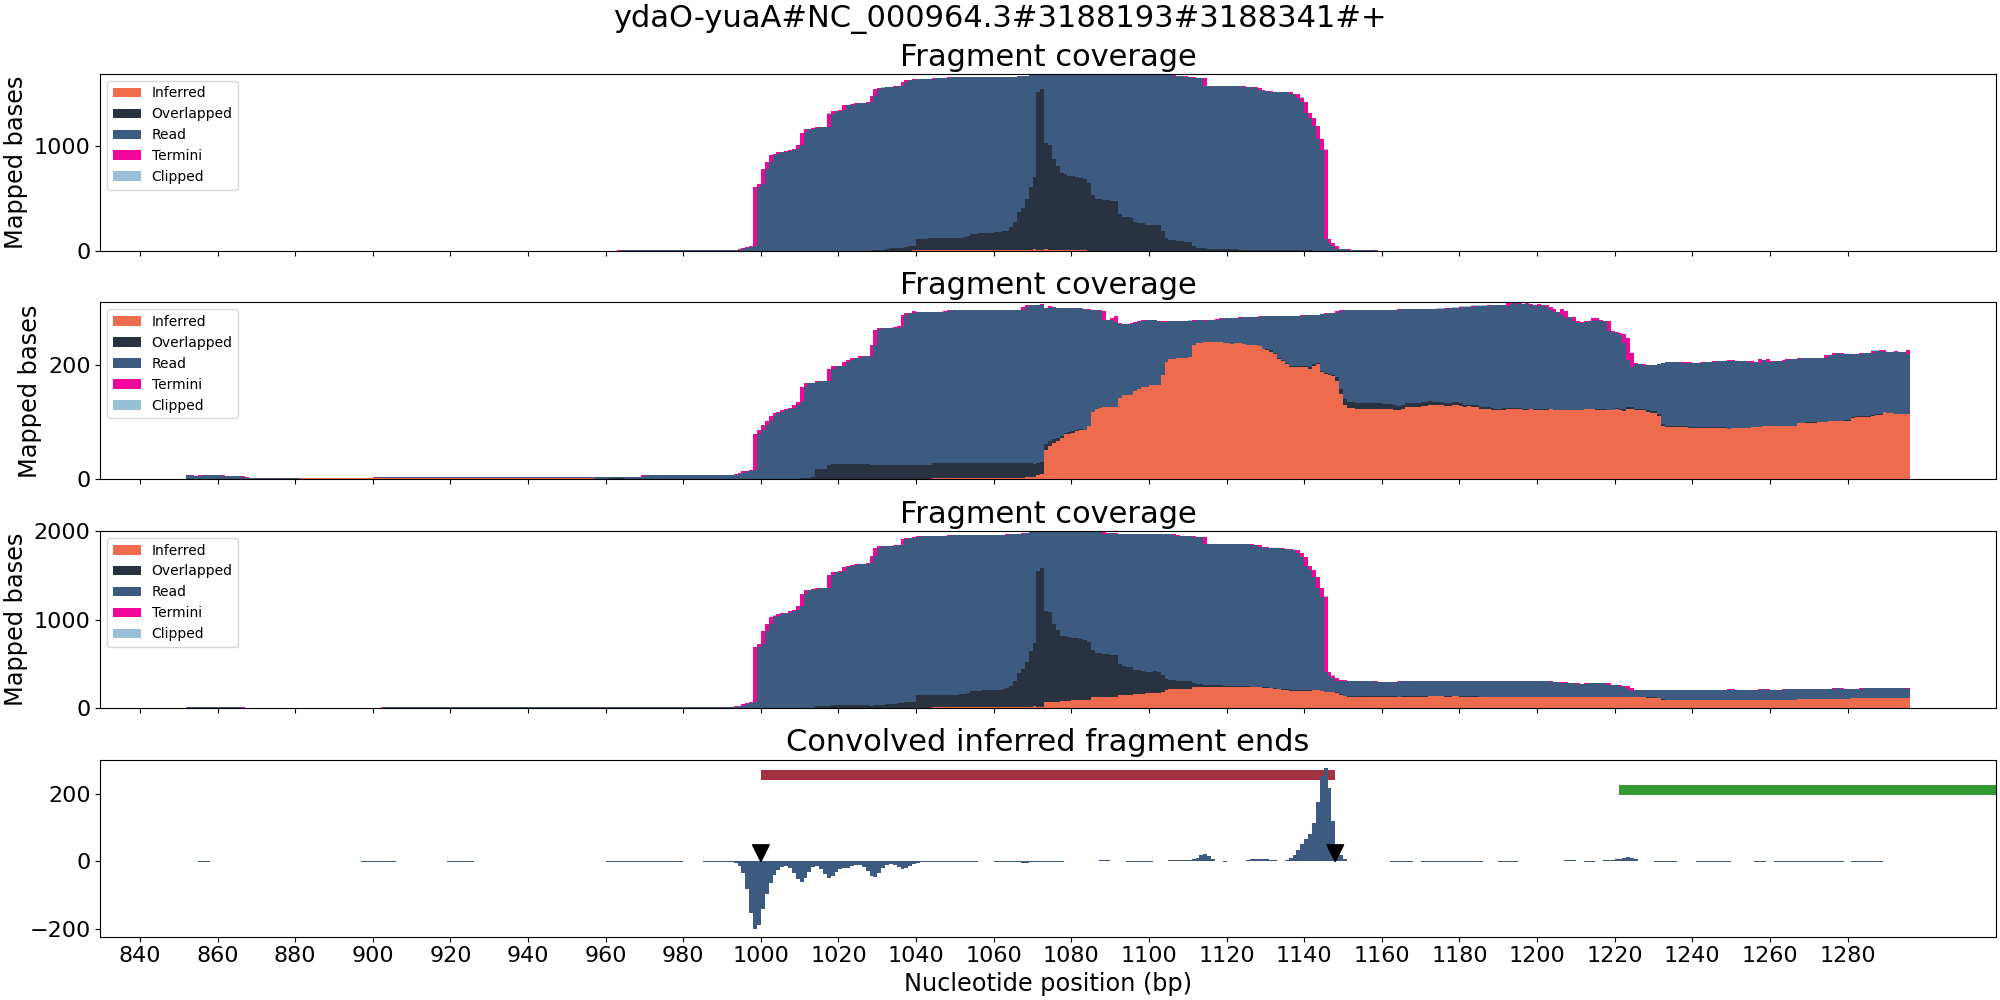 ydaO-yuaA#NC_000964.3#3188193#3188341#+
Fragment coverage
Mapped bases
1000
0
Inferred
Overlapped
Read
Termini
Clipped
Fragment coverage
Mapped bases
200
0
Inferred
Overlapped
Read
Termini
Clipped
Fragment coverage
Mapped bases
2000
1000
0
Inferred
Overlapped
Read
Termini
Clipped
Convolved inferred fragment ends
200
0
−200
840 860 880 900 920 940 960 980 1000 1020 1040 1060 1080 1100 1120 1140 1160 1180 1200 1220 1240 1260 1280
Nucleotide position (bp)